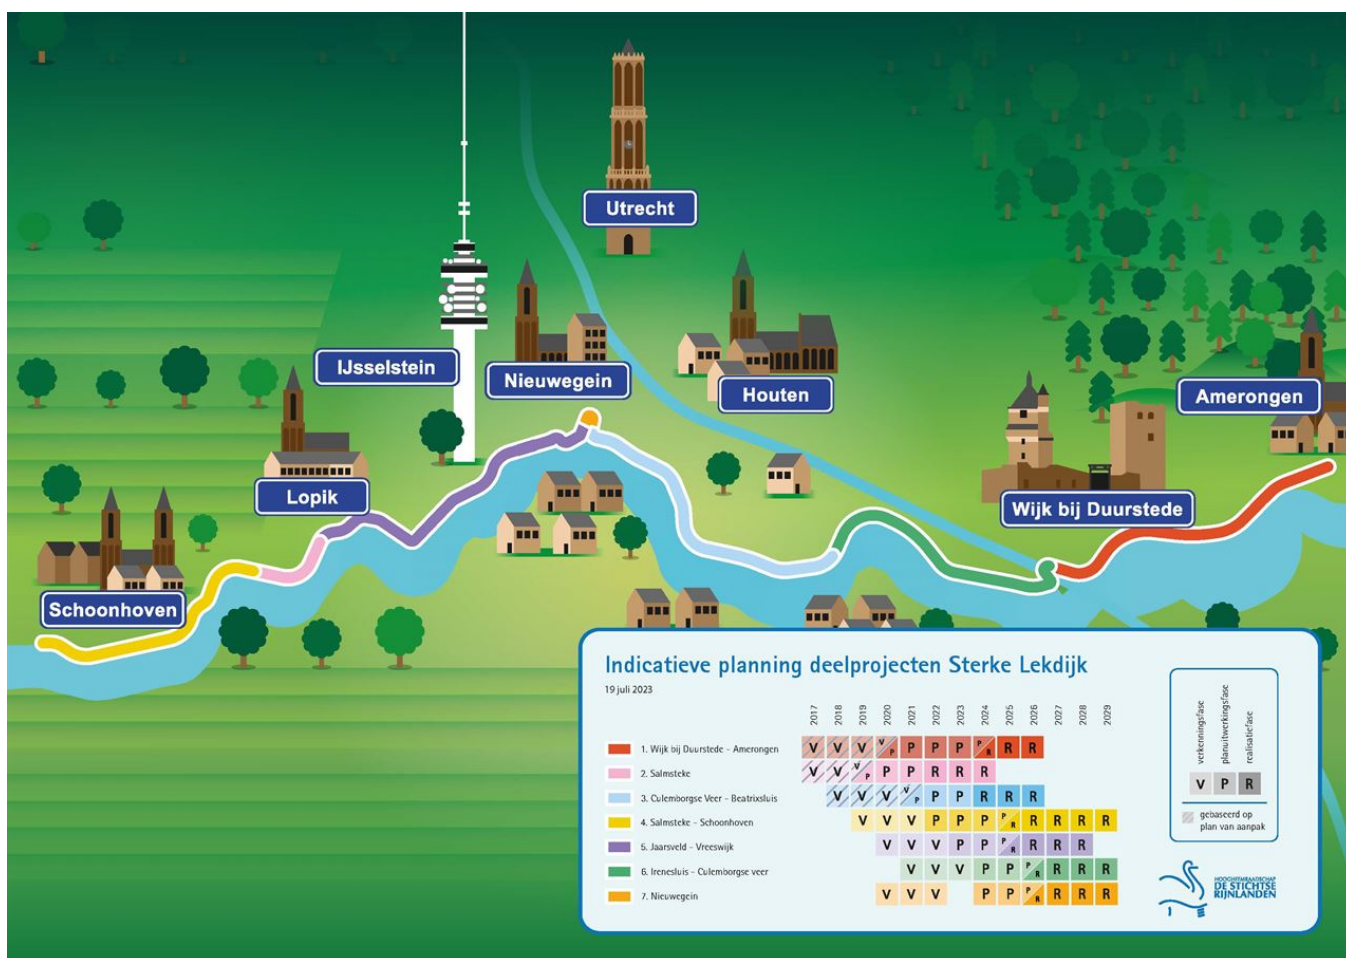 Utrecht
IJsselstein
Nieuwegein
Houten
Amerongen
Lopik
Wijk bij Duurstede
Schoonhoven
Indicatieve planning deelprojecten Sterke Lekdijk
19 juli 2023
2017 2018 2019 2020 2021 2022 2023 2024 2025 2026 2027 2028 2029
1. Wijk bij Duurstede - Amerongen V V V V P P P P P R R R
2. Salmsteke V V V P P P R R R
3. Culemborgse Veer - Beatrixsluis V V V V P P P R R R
4. Salmsteke - Schoonhoven V V V P P P P R R R R R
5. Jaarsveld - Vreeswijk V V V P P P R R R R
6. Irenesluis - Culemborgse veer V V V P P P R R R R
7. Nieuwegein V V V P P P R R R R
verkenningsfase
planuitwerkingsfase
realisatiefase
V P R
gebaseerd op
plan van aanpak
HOOGHEEMRAADSCHAP
DE STICHTSE
RIJNLANDEN